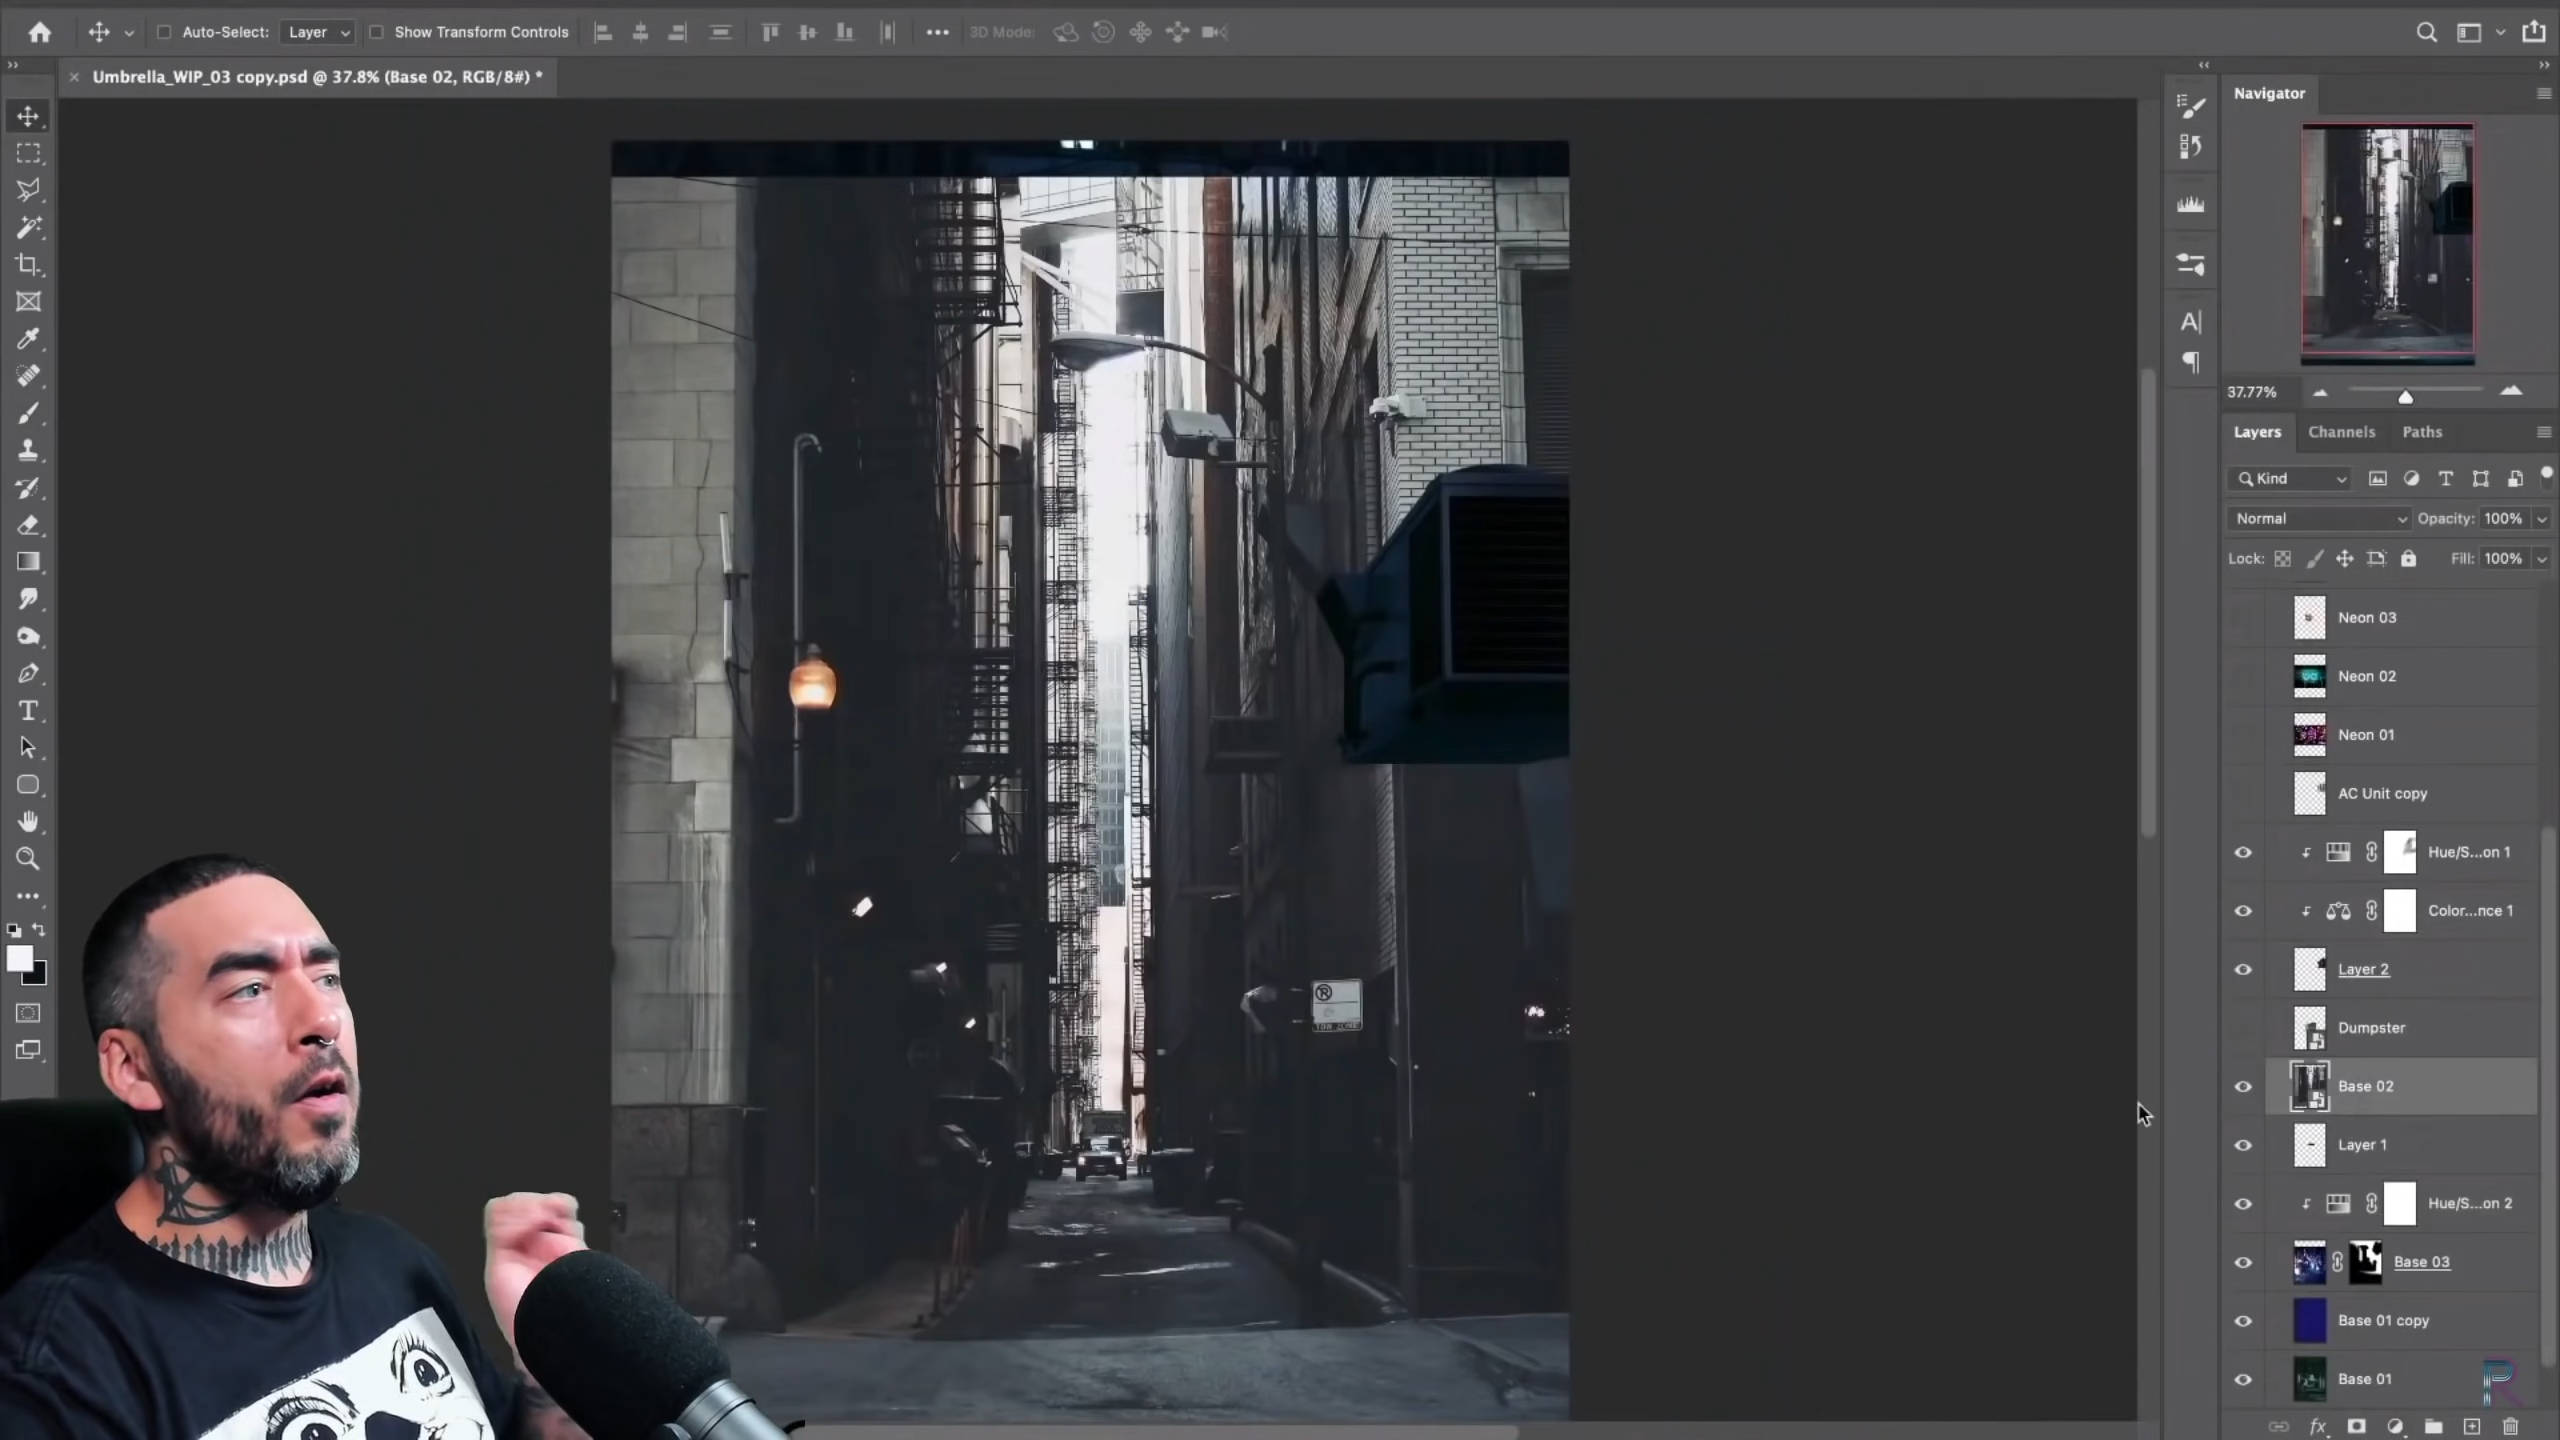 Auto-Select: Layer Show Transform Controls 3D Mode:
Umbrella_WIP_03 copy.psd @ 37.8% (Base 02, RGB/8#) *
Navigator
37.77%
Layers Channels Paths
Kind
Normal Opacity: 100%
Lock: Fill: 100%
Neon 03
Neon 02
Neon 01
AC Unit copy
Hue/S...on 1
Color...nce 1
Layer 2
Dumpster
Base 02
Layer 1
Hue/S...on 2
Base 03
Base 01 copy
Base 01
TOW ZONE